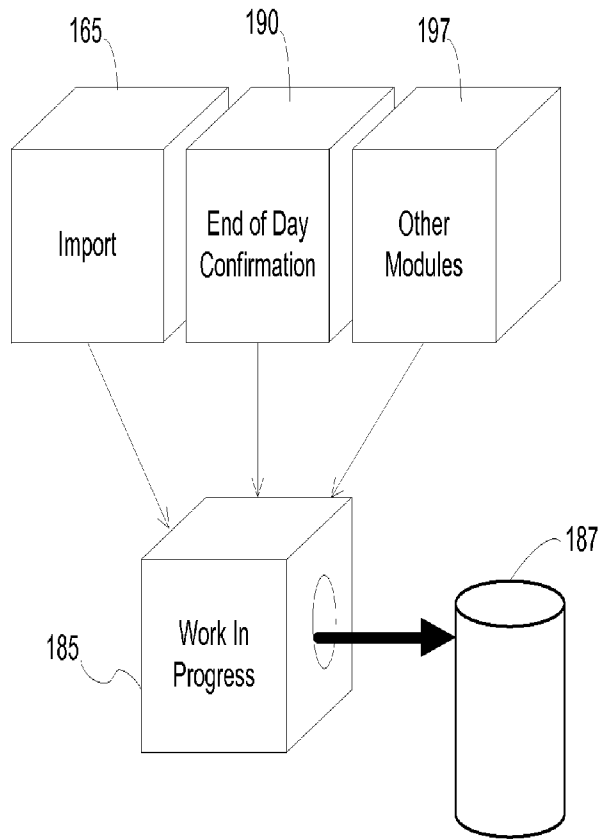 165
190
197
Import
End of Day
Confirmation
Other
Modules
187
185
Work In
Progress